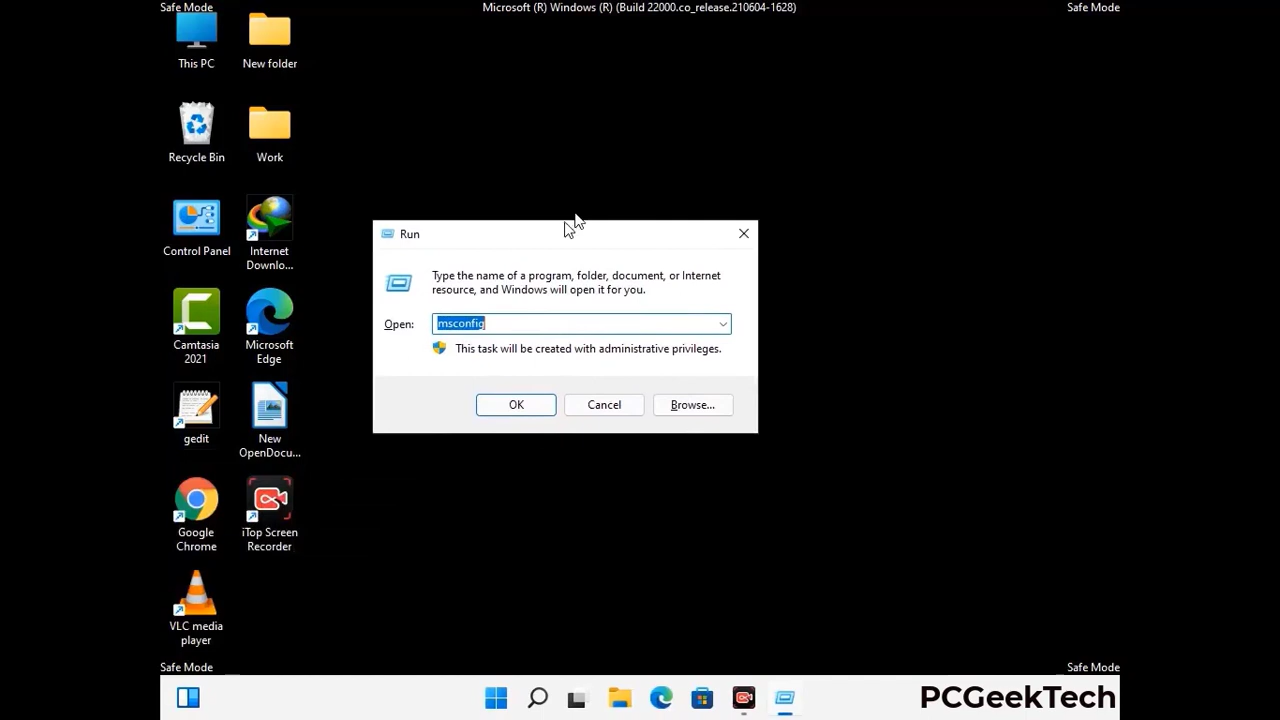 Safe Mode
Microsoft (R) Windows (R) (Build 22000.co_release.210604-1628)
Safe Mode
This PC
New folder
Recycle Bin
Work
Control Panel
Internet
Downlo...
Camtasia
2021
Microsoft
Edge
gedit
New
OpenDocu...
Google
Chrome
iTop Screen
Recorder
VLC media
player
Run
Type the name of a program, folder, document, or Internet
resource, and Windows will open it for you.
Open:
msconfig
This task will be created with administrative privileges.
OK
Cancel
Browse...
Safe Mode
Safe Mode
PCGeekTech